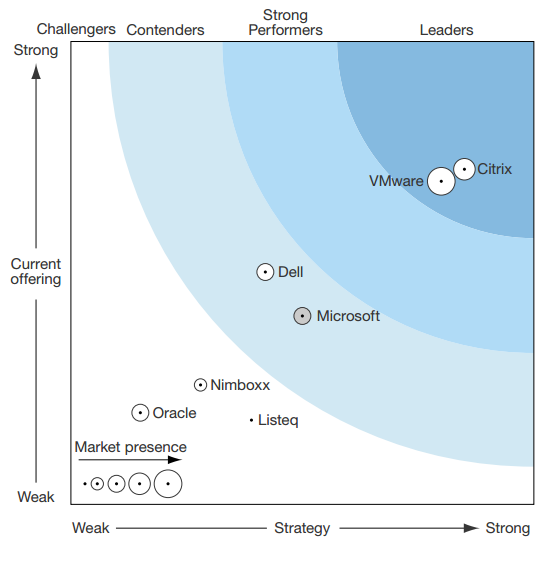 Challengers Contenders Strong Performers Leaders
Strong
Citrix
VMware
Current offering
Dell
Microsoft
Nimboxx
Oracle
Listeq
Market presence
Weak
Weak Strategy Strong